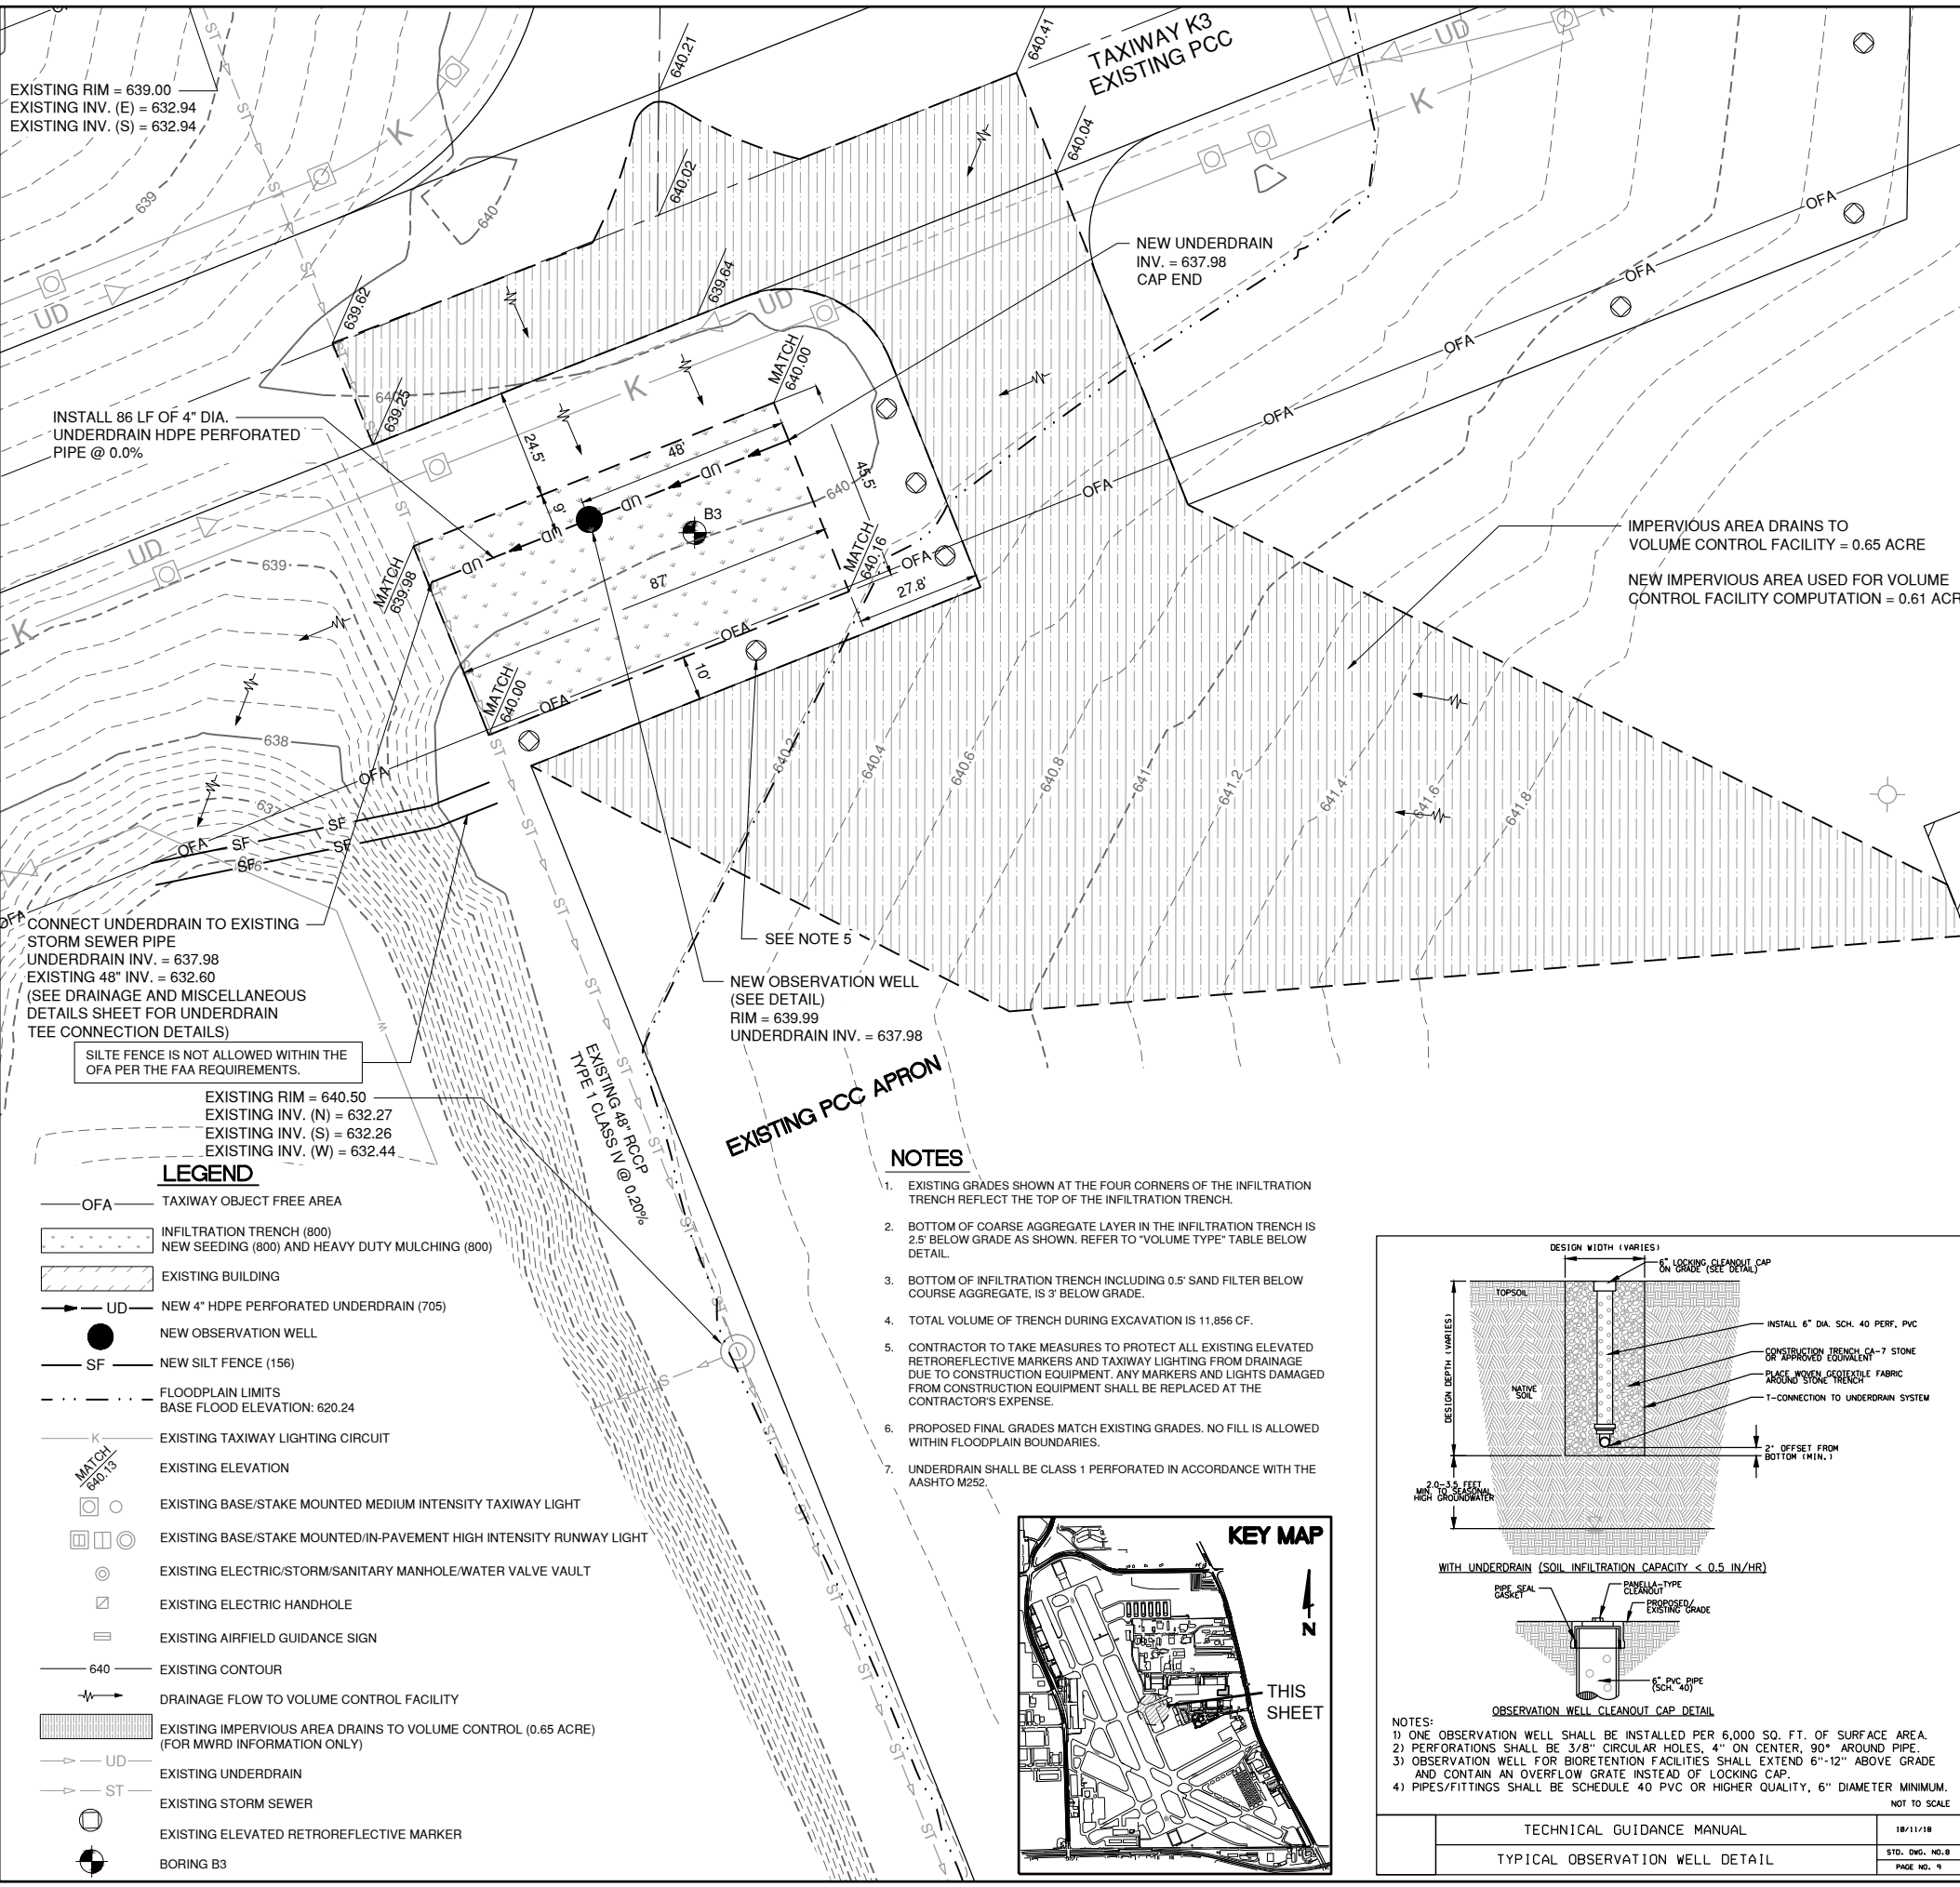 TAXIWAY K3
EXISTING PCC
640.21
640.41
640.02
640.04
639.62
639.64
639.25
EXISTING RIM = 639.00
EXISTING INV. (E) = 632.94
EXISTING INV. (S) = 632.94
ST
UD
K
639
640
OFA
NEW UNDERDRAIN
INV. = 637.98
CAP END
INSTALL 86 LF OF 4" DIA.
UNDERDRAIN HDPE PERFORATED
PIPE @ 0.0%
MATCH
640.00
MATCH
639.98
MATCH
640.16
MATCH
640.00
24.5'
48'
45.5'
9'
87'
27.8'
10'
B3
640
639
638
637
640.2
640.4
640.6
640.8
641
641.2
641.4
641.6
641.8
IMPERVIOUS AREA DRAINS TO
VOLUME CONTROL FACILITY = 0.65 ACRE
NEW IMPERVIOUS AREA USED FOR VOLUME
CONTROL FACILITY COMPUTATION = 0.61 ACR
SF
CONNECT UNDERDRAIN TO EXISTING
STORM SEWER PIPE
UNDERDRAIN INV. = 637.98
EXISTING 48" INV. = 632.60
(SEE DRAINAGE AND MISCELLANEOUS
DETAILS SHEET FOR UNDERDRAIN
TEE CONNECTION DETAILS)
SILTE FENCE IS NOT ALLOWED WITHIN THE
OFA PER THE FAA REQUIREMENTS.
SEE NOTE 5
NEW OBSERVATION WELL
(SEE DETAIL)
RIM = 639.99
UNDERDRAIN INV. = 637.98
EXISTING RIM = 640.50
EXISTING INV. (N) = 632.27
EXISTING INV. (S) = 632.26
EXISTING INV. (W) = 632.44
EXISTING 48" RCCP
TYPE 1 CLASS IV @ 0.20%
EXISTING PCC APRON
LEGEND
OFA TAXIWAY OBJECT FREE AREA
INFILTRATION TRENCH (800)
NEW SEEDING (800) AND HEAVY DUTY MULCHING (800)
EXISTING BUILDING
UD NEW 4" HDPE PERFORATED UNDERDRAIN (705)
NEW OBSERVATION WELL
SF NEW SILT FENCE (156)
FLOODPLAIN LIMITS
BASE FLOOD ELEVATION: 620.24
K EXISTING TAXIWAY LIGHTING CIRCUIT
MATCH
640.13
EXISTING ELEVATION
EXISTING BASE/STAKE MOUNTED MEDIUM INTENSITY TAXIWAY LIGHT
EXISTING BASE/STAKE MOUNTED/IN-PAVEMENT HIGH INTENSITY RUNWAY LIGHT
EXISTING ELECTRIC/STORM/SANITARY MANHOLE/WATER VALVE VAULT
EXISTING ELECTRIC HANDHOLE
EXISTING AIRFIELD GUIDANCE SIGN
640 EXISTING CONTOUR
DRAINAGE FLOW TO VOLUME CONTROL FACILITY
EXISTING IMPERVIOUS AREA DRAINS TO VOLUME CONTROL (0.65 ACRE)
(FOR MWRD INFORMATION ONLY)
UD
EXISTING UNDERDRAIN
ST
EXISTING STORM SEWER
EXISTING ELEVATED RETROREFLECTIVE MARKER
BORING B3
NOTES
1. EXISTING GRADES SHOWN AT THE FOUR CORNERS OF THE INFILTRATION
TRENCH REFLECT THE TOP OF THE INFILTRATION TRENCH.
2. BOTTOM OF COARSE AGGREGATE LAYER IN THE INFILTRATION TRENCH IS
2.5' BELOW GRADE AS SHOWN. REFER TO "VOLUME TYPE" TABLE BELOW
DETAIL.
3. BOTTOM OF INFILTRATION TRENCH INCLUDING 0.5' SAND FILTER BELOW
COURSE AGGREGATE, IS 3' BELOW GRADE.
4. TOTAL VOLUME OF TRENCH DURING EXCAVATION IS 11,856 CF.
5. CONTRACTOR TO TAKE MEASURES TO PROTECT ALL EXISTING ELEVATED
RETROREFLECTIVE MARKERS AND TAXIWAY LIGHTING FROM DRAINAGE
DUE TO CONSTRUCTION EQUIPMENT. ANY MARKERS AND LIGHTS DAMAGED
FROM CONSTRUCTION EQUIPMENT SHALL BE REPLACED AT THE
CONTRACTOR'S EXPENSE.
6. PROPOSED FINAL GRADES MATCH EXISTING GRADES. NO FILL IS ALLOWED
WITHIN FLOODPLAIN BOUNDARIES.
7. UNDERDRAIN SHALL BE CLASS 1 PERFORATED IN ACCORDANCE WITH THE
AASHTO M252.
KEY MAP
N
THIS
SHEET
DESIGN WIDTH (VARIES)
6" LOCKING CLEANOUT CAP
ON GRADE (SEE DETAIL)
TOPSOIL
DESIGN DEPTH (VARIES)
INSTALL 6" DIA. SCH. 40 PERF. PVC
CONSTRUCTION TRENCH CA-7 STONE
OR APPROVED EQUIVALENT
PLACE WOVEN GEOTEXTILE FABRIC
AROUND STONE TRENCH
NATIVE
SOIL
T-CONNECTION TO UNDERDRAIN SYSTEM
2" OFFSET FROM
BOTTOM (MIN.)
2.0-3.5 FEET
MIN. TO SEASONAL
HIGH GROUNDWATER
WITH UNDERDRAIN (SOIL INFILTRATION CAPACITY < 0.5 IN/HR)
PIPE SEAL
GASKET
PANELLA-TYPE
CLEANOUT
PROPOSED/
EXISTING GRADE
6" PVC PIPE
(SCH. 40)
OBSERVATION WELL CLEANOUT CAP DETAIL
NOTES:
1) ONE OBSERVATION WELL SHALL BE INSTALLED PER 6,000 SQ. FT. OF SURFACE AREA.
2) PERFORATIONS SHALL BE 3/8" CIRCULAR HOLES, 4" ON CENTER, 90° AROUND PIPE.
3) OBSERVATION WELL FOR BIORETENTION FACILITIES SHALL EXTEND 6"-12" ABOVE GRADE
AND CONTAIN AN OVERFLOW GRATE INSTEAD OF LOCKING CAP.
4) PIPES/FITTINGS SHALL BE SCHEDULE 40 PVC OR HIGHER QUALITY, 6" DIAMETER MINIMUM.
NOT TO SCALE
TECHNICAL GUIDANCE MANUAL
10/11/18
TYPICAL OBSERVATION WELL DETAIL
STD. DWG. NO.8
PAGE NO. 9